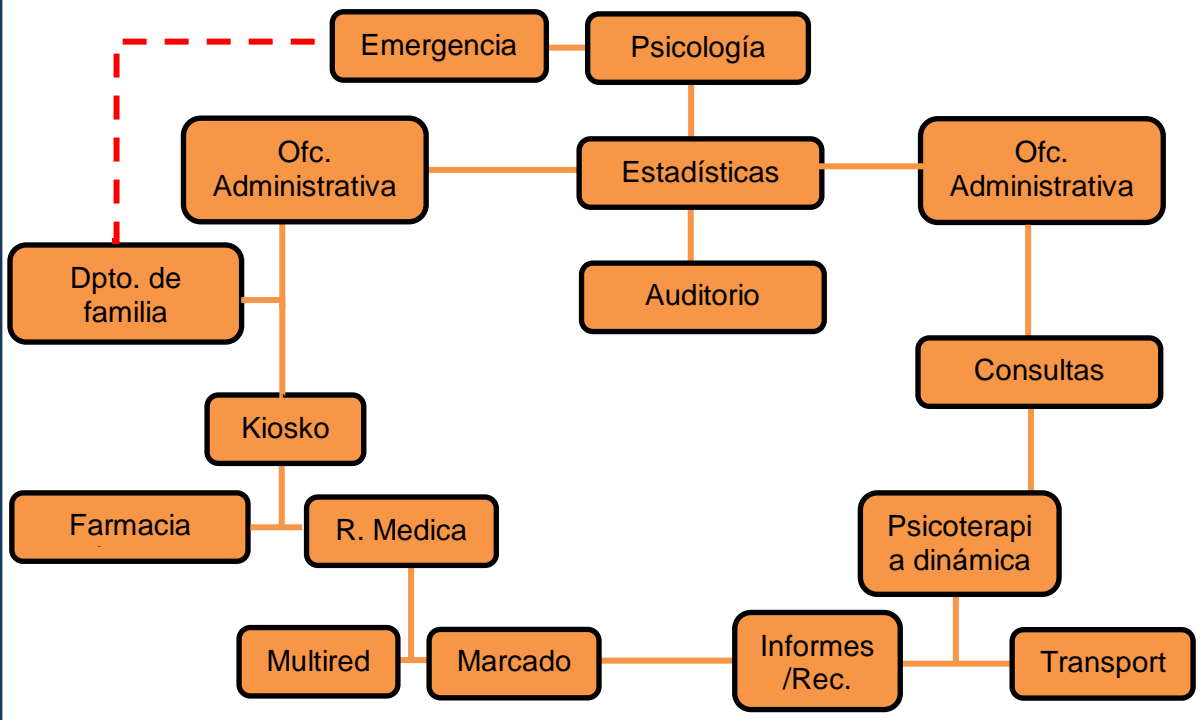 Emergencia
Psicología
Ofc.
Administrativa
Estadísticas
Ofc.
Administrativa
Dpto. de
familia
Auditorio
Consultas
Kiosko
Farmacia
R. Medica
Psicoterapi
a dinámica
Multired
Marcado
Informes
/Rec.
Transport